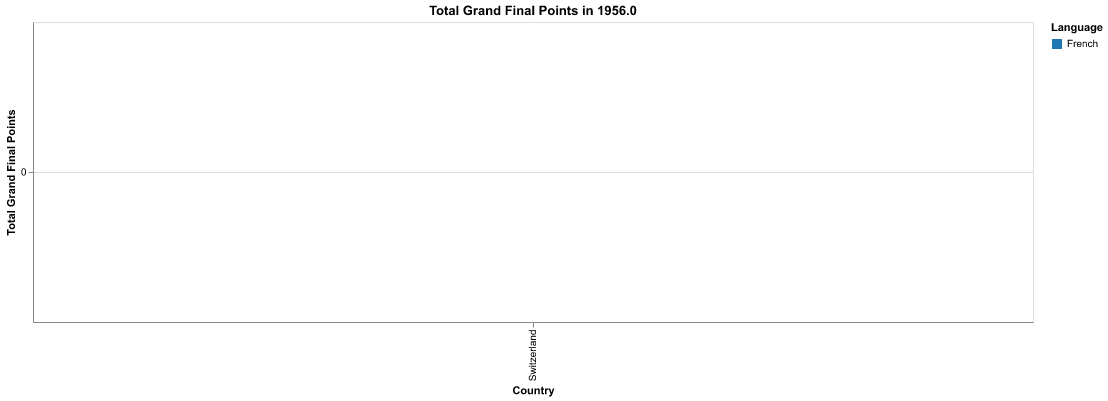 Total Grand Final Points in 1956.0
Language
French
Total Grand Final Points
0
Switzerland
Country